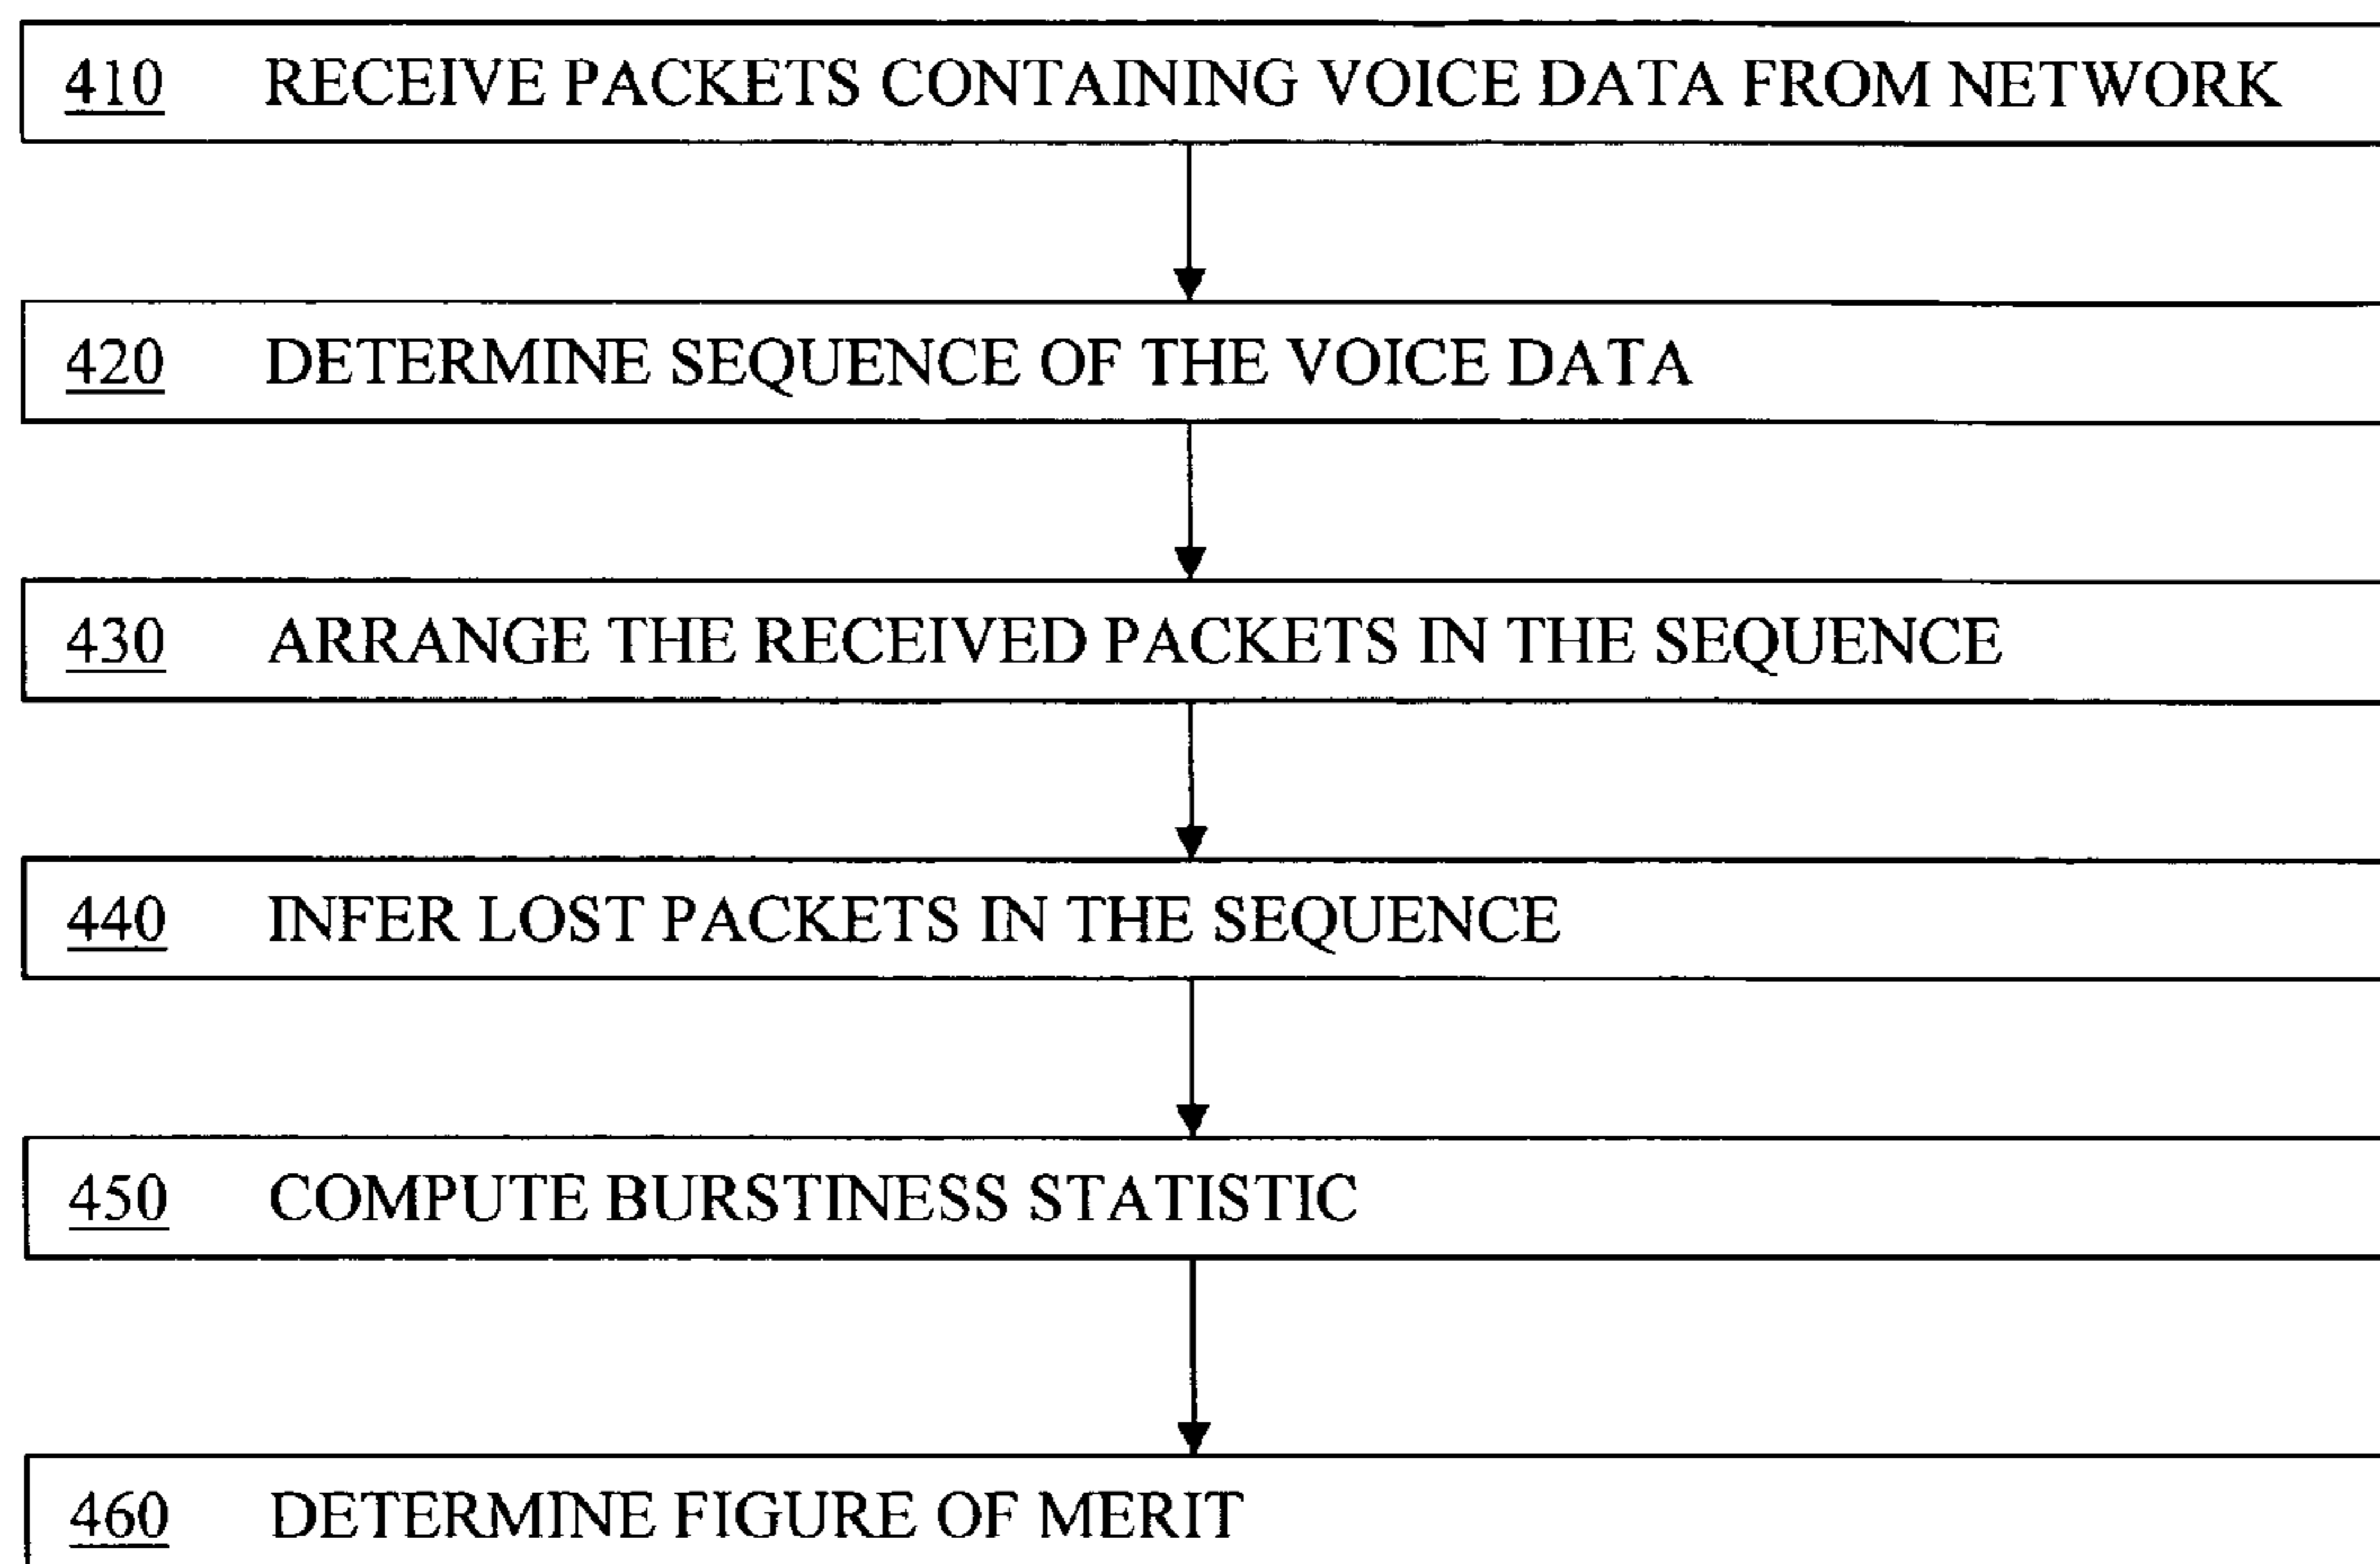 410 RECEIVE PACKETS CONTAINING VOICE DATA FROM NETWORK
420 DETERMINE SEQUENCE OF THE VOICE DATA
430 ARRANGE THE RECEIVED PACKETS IN THE SEQUENCE
440 INFER LOST PACKETS IN THE SEQUENCE
450 COMPUTE BURSTINESS STATISTIC
460 DETERMINE FIGURE OF MERIT